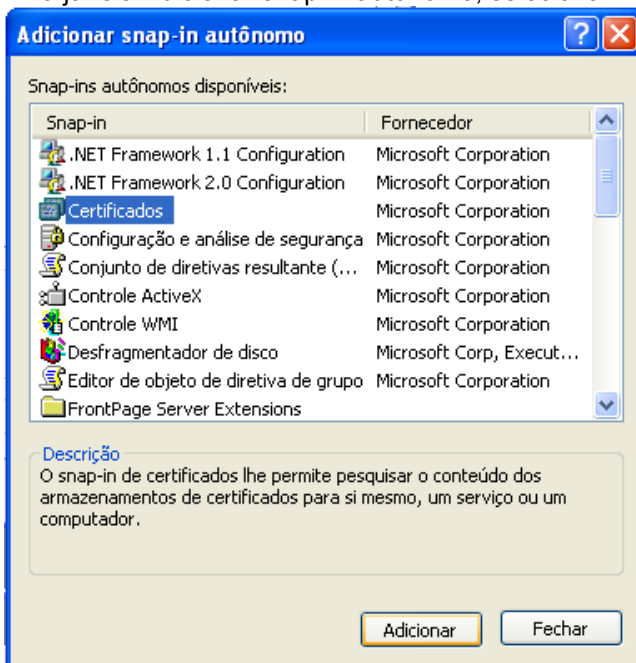 Adicionar snap-in autônomo
Snap-ins autônomos disponíveis:
Snap-in Fornecedor
.NET Framework 1.1 Configuration Microsoft Corporation
.NET Framework 2.0 Configuration Microsoft Corporation
Certificados Microsoft Corporation
Configuração e análise de segurança Microsoft Corporation
Conjunto de diretivas resultante (... Microsoft Corporation
Controle ActiveX Microsoft Corporation
Controle WMI Microsoft Corporation
Desfragmentador de disco Microsoft Corp, Execut...
Editor de objeto de diretiva de grupo Microsoft Corporation
FrontPage Server Extensions
Descrição
O snap-in de certificados lhe permite pesquisar o conteúdo dos
armazenamentos de certificados para si mesmo, um serviço ou um
computador.
Adicionar Fechar